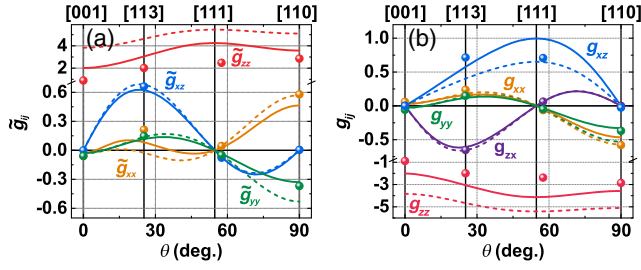 [001] [113] [111] [110]
(a)
4
2
0.6
0.3
0.0
-0.3
-0.6
g̃ij
g̃zz
g̃xz
g̃xx
g̃yy
0 30 60 90
θ (deg.)
[001] [113] [111] [110]
(b)
1.0
0.5
0.0
-0.5
-1
-3
-5
gij
gxz
gxx
gyy
gzx
gzz
0 30 60 90
θ (deg.)